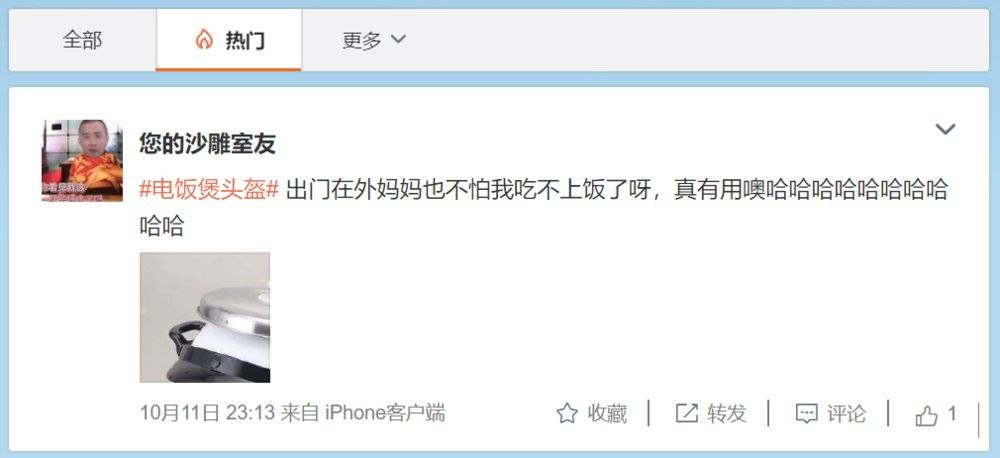 全部
热门
更多
您的沙雕室友
#电饭煲头盔# 出门在外妈妈也不怕我吃不上饭了呀，真有用噢哈哈哈哈哈哈哈哈
哈哈
10月11日 23:13 来自 iPhone客户端
收藏
转发
评论
1